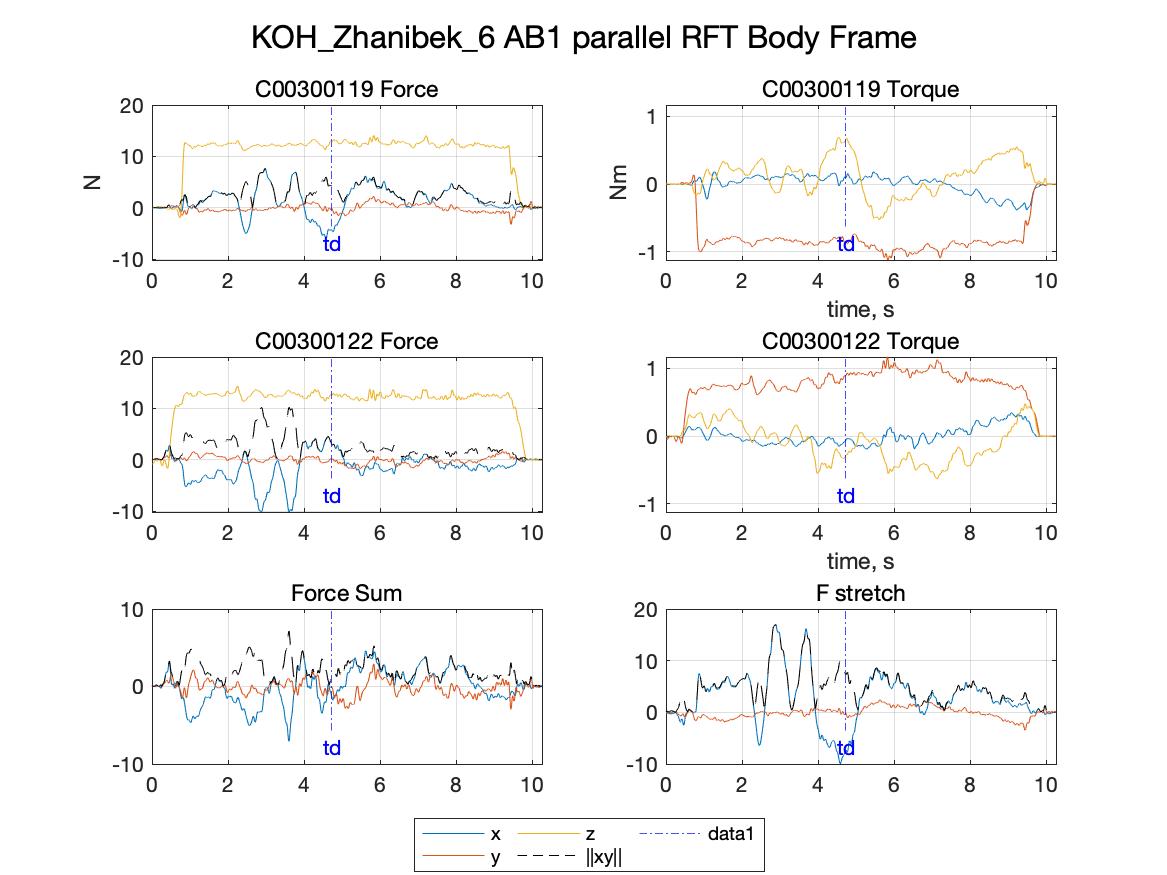 KOH_Zhanibek_6 AB1 parallel RFT Body Frame
C00300119 Force
N
20
10
0
-10
td
0 2 4 6 8 10
C00300119 Torque
Nm
1
0
-1
td
0 2 4 6 8 10
time, s
C00300122 Force
20
10
0
-10
td
0 2 4 6 8 10
C00300122 Torque
1
0
-1
td
0 2 4 6 8 10
time, s
Force Sum
10
0
-10
td
0 2 4 6 8 10
F stretch
20
10
0
-10
td
0 2 4 6 8 10
x z data1
y ||xy||